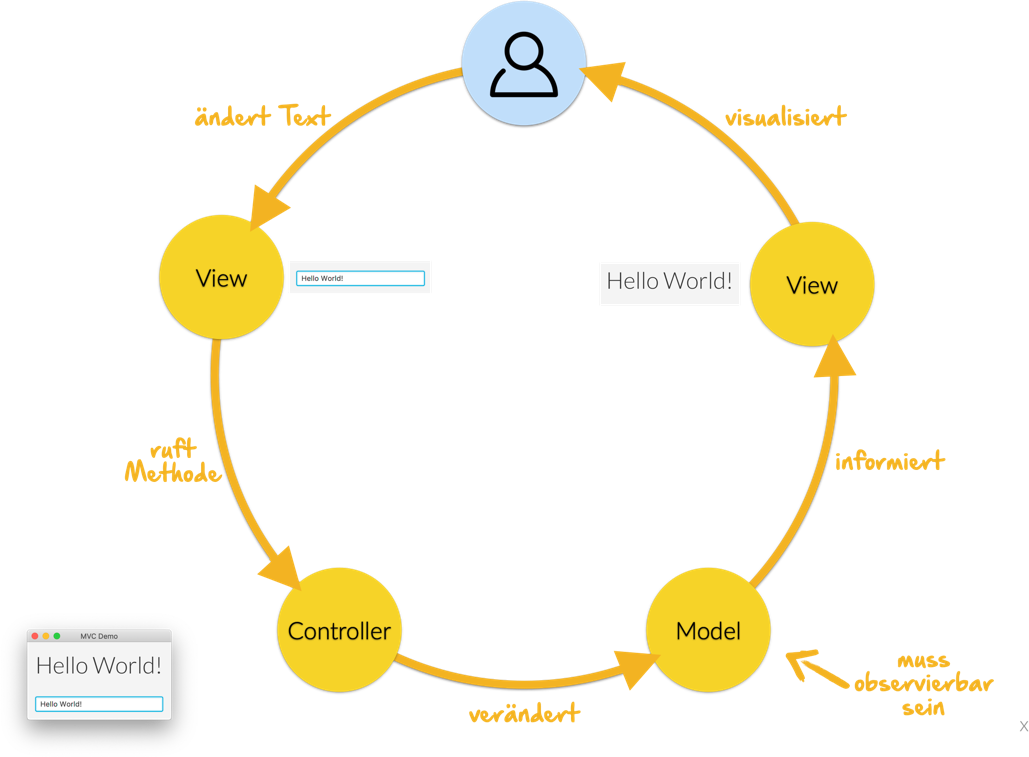 ändert Text
visualisiert
View
Hello World!
Hello World!
View
ruft
Methode
informiert
Controller
Model
MVC Demo
Hello World!
Hello World!
verändert
muss
observierbar
sein
X